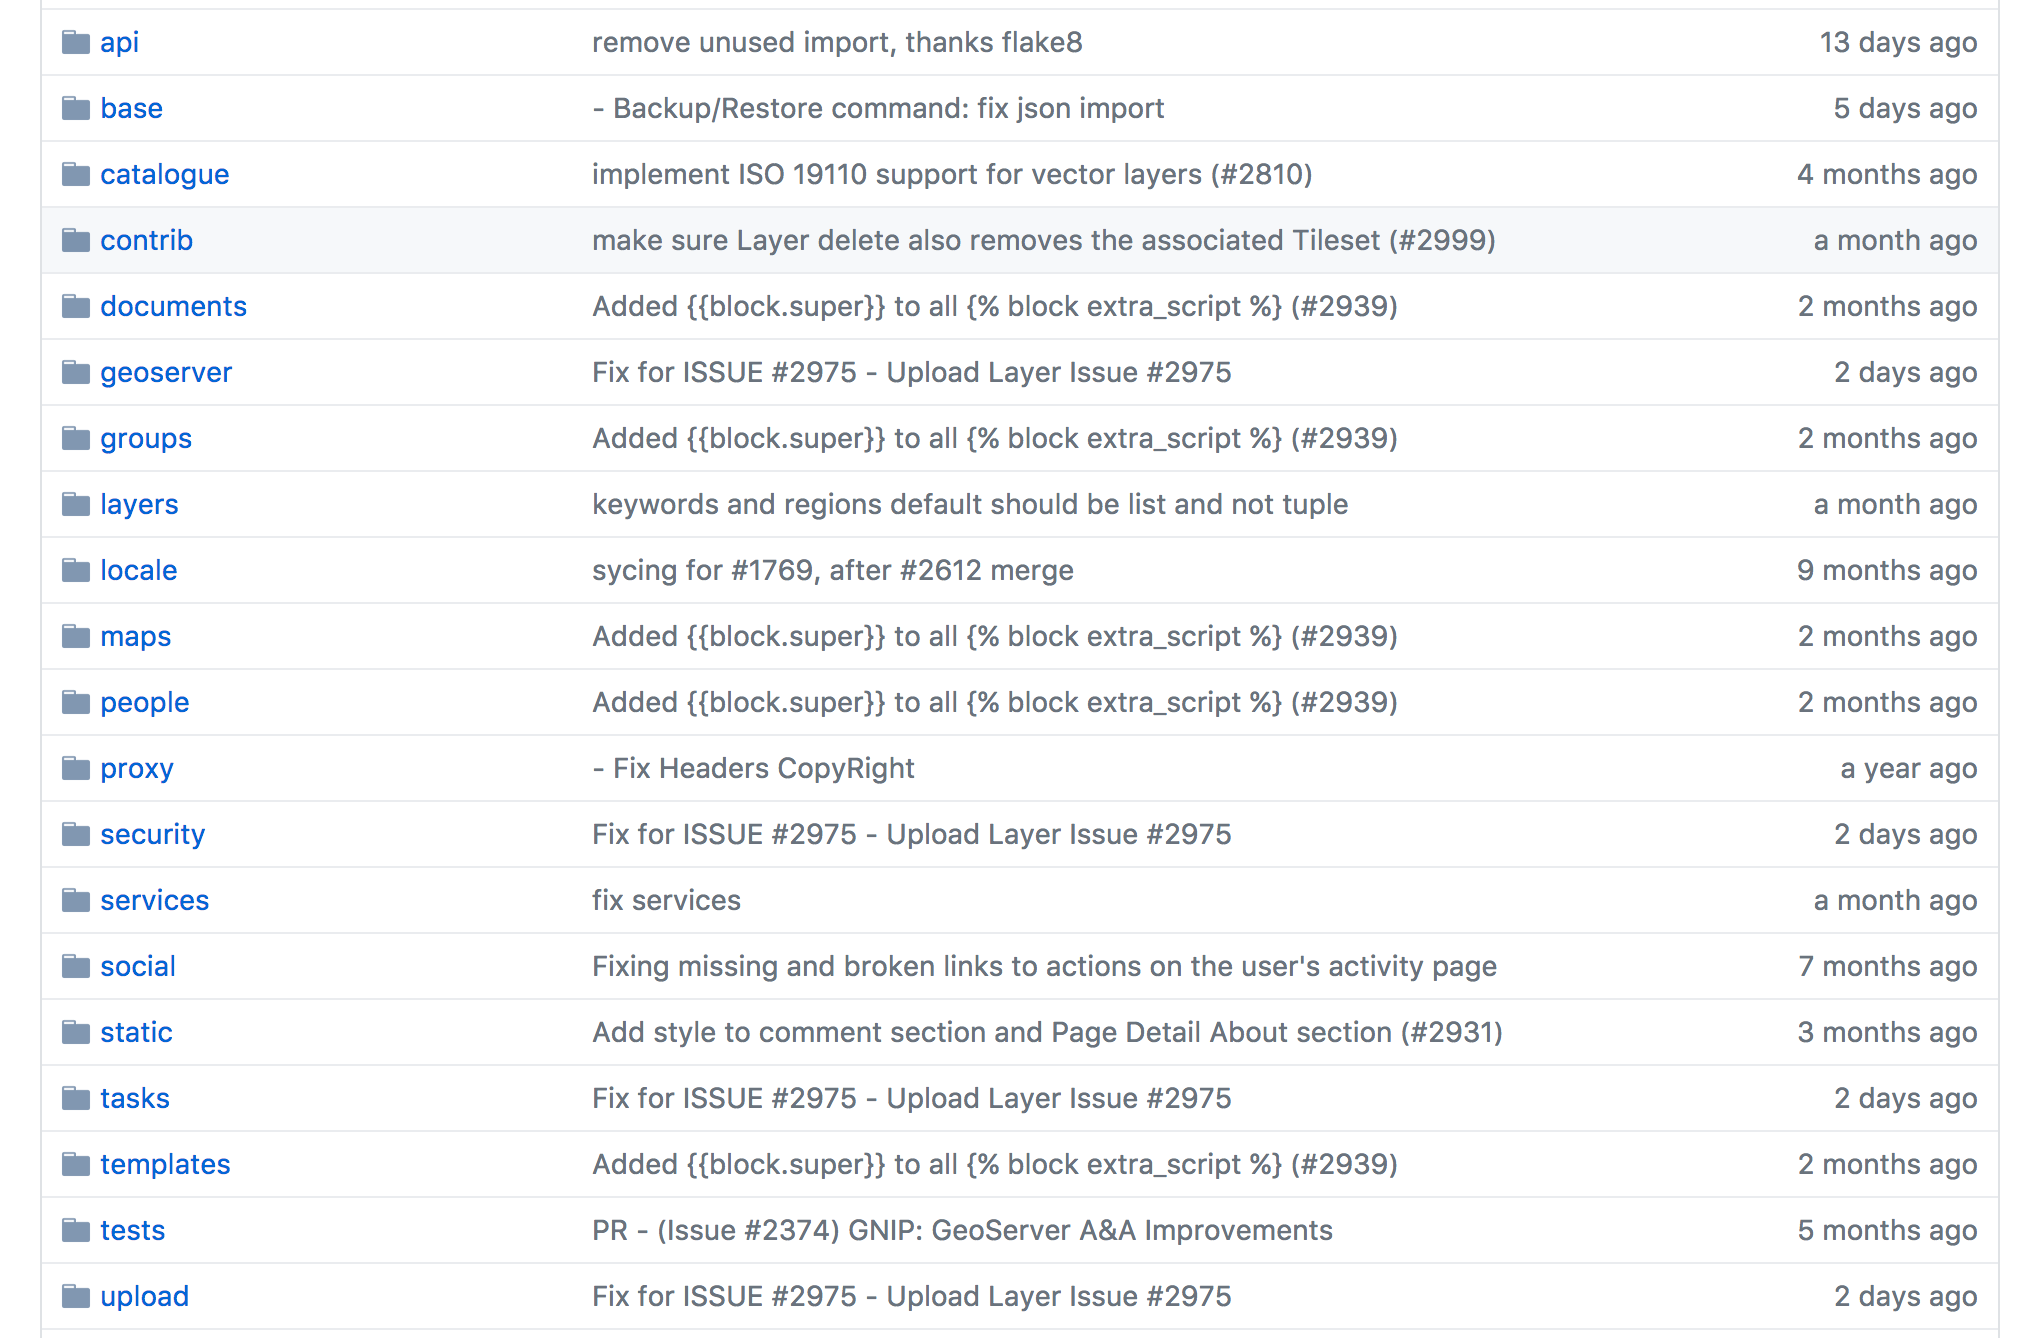 api remove unused import, thanks flake8 13 days ago
base - Backup/Restore command: fix json import 5 days ago
catalogue implement ISO 19110 support for vector layers (#2810) 4 months ago
contrib make sure Layer delete also removes the associated Tileset (#2999) a month ago
documents Added {{block.super}} to all {% block extra_script %} (#2939) 2 months ago
geoserver Fix for ISSUE #2975 - Upload Layer Issue #2975 2 days ago
groups Added {{block.super}} to all {% block extra_script %} (#2939) 2 months ago
layers keywords and regions default should be list and not tuple a month ago
locale sycing for #1769, after #2612 merge 9 months ago
maps Added {{block.super}} to all {% block extra_script %} (#2939) 2 months ago
people Added {{block.super}} to all {% block extra_script %} (#2939) 2 months ago
proxy - Fix Headers CopyRight a year ago
security Fix for ISSUE #2975 - Upload Layer Issue #2975 2 days ago
services fix services a month ago
social Fixing missing and broken links to actions on the user's activity page 7 months ago
static Add style to comment section and Page Detail About section (#2931) 3 months ago
tasks Fix for ISSUE #2975 - Upload Layer Issue #2975 2 days ago
templates Added {{block.super}} to all {% block extra_script %} (#2939) 2 months ago
tests PR - (Issue #2374) GNIP: GeoServer A&A Improvements 5 months ago
upload Fix for ISSUE #2975 - Upload Layer Issue #2975 2 days ago